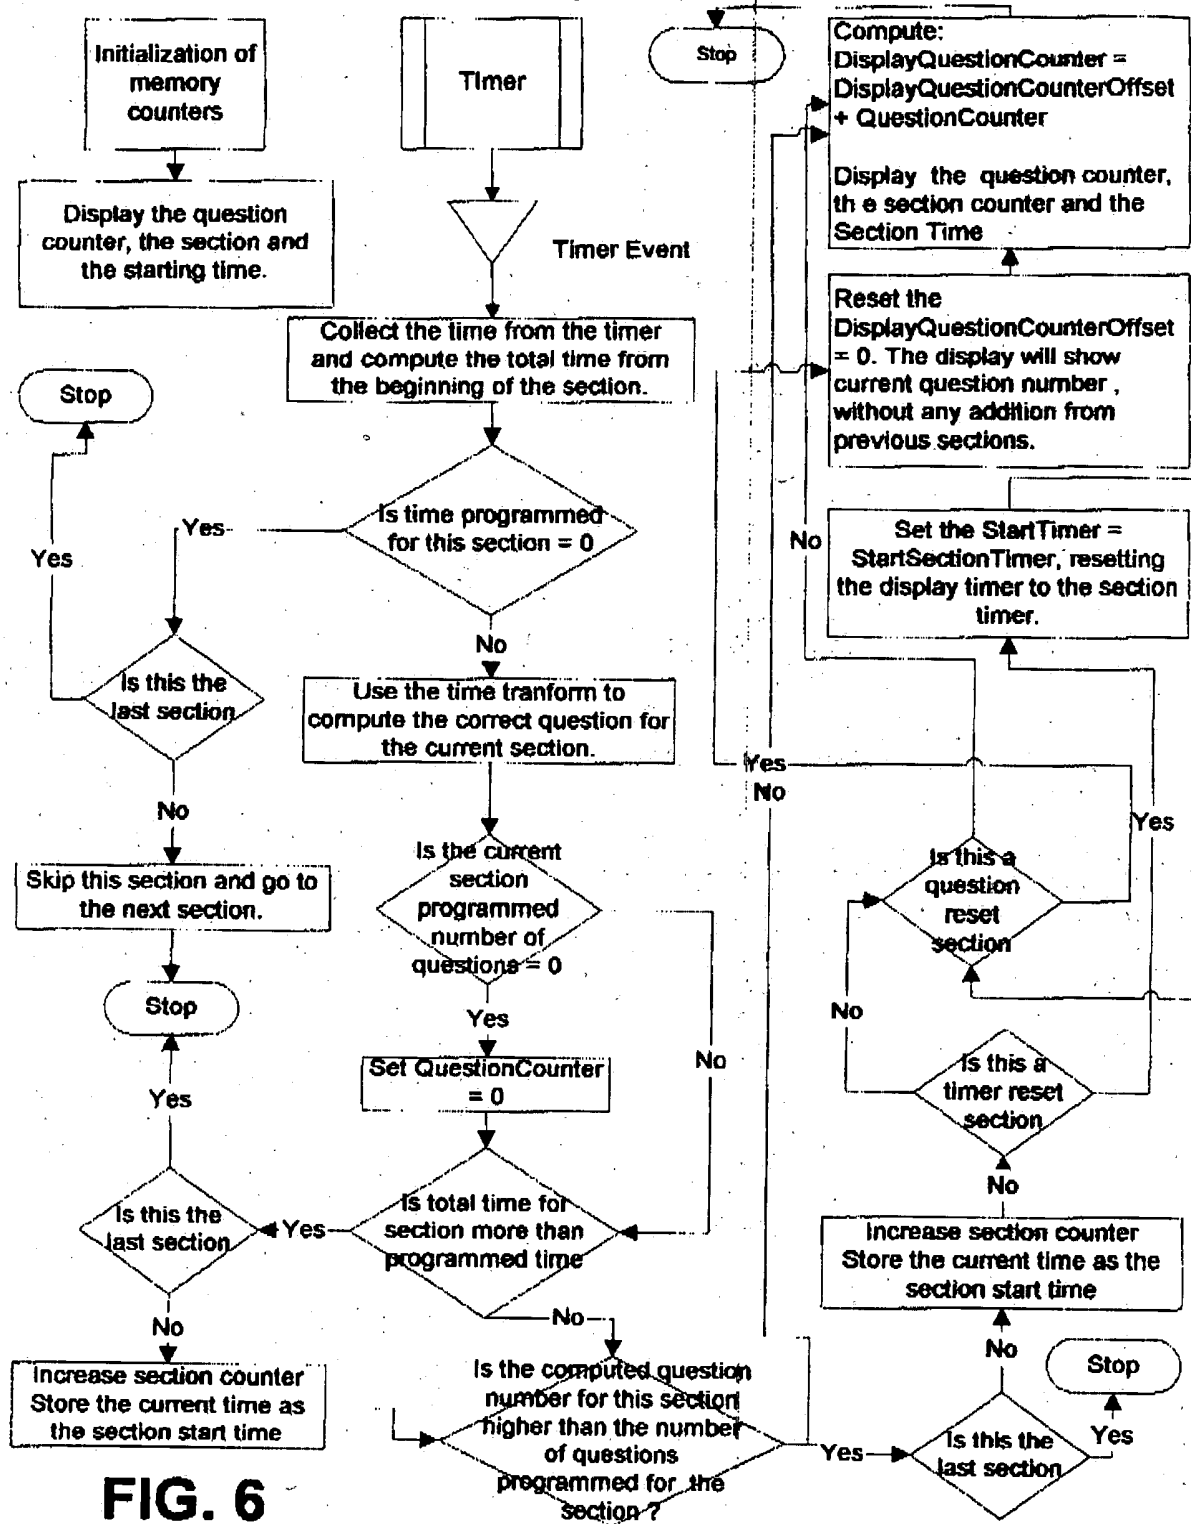 Initialization of
memory
counters
Display the question
counter, the section and
the starting time.
Timer
Timer Event
Collect the time from the timer
and compute the total time from
the beginning of the section.
Stop
Yes
Yes
Is time programmed
for this section = 0
No
Is this the
last section
No
Use the time tranform to
compute the correct question for
the current section.
Skip this section and go to
the next section.
Stop
Is the current
section
programmed
number of
questions = 0
Yes
No
Set QuestionCounter
= 0
Yes
Is this the
last section
Yes
Is total time for
section more than
programmed time
No
No
Increase section counter
Store the current time as
the section start time
Is the computed question
number for this section
higher than the number
of questions
programmed for the
section ?
Stop
Compute:
DisplayQuestionCounter =
DisplayQuestionCounterOffset
+ QuestionCounter
Display the question counter,
th e section counter and the
Section Time
Reset the
DisplayQuestionCounterOffset
= 0. The display will show
current question number ,
without any addition from
previous sections.
No
Set the StartTimer =
StartSectionTimer, resetting
the display timer to the section
timer.
Yes
No
Yes
Is this a
question
reset
section
No
Is this a
timer reset
section
No
Increase section counter
Store the current time as the
section start time
No
Stop
Yes
Is this the
last section
Yes
FIG. 6